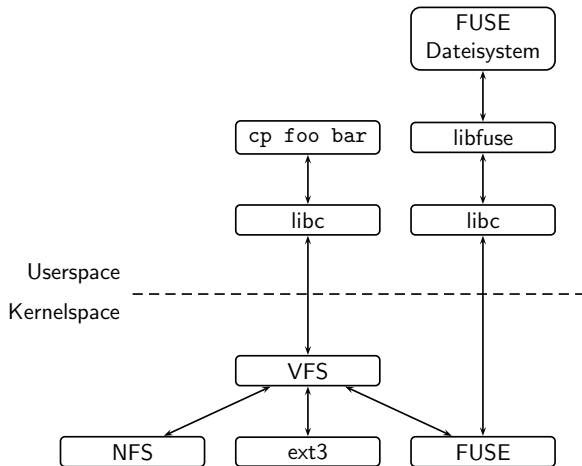 FUSE
Dateisystem
cp foo bar
libfuse
libc
libc
Userspace
Kernelspace
VFS
NFS
ext3
FUSE